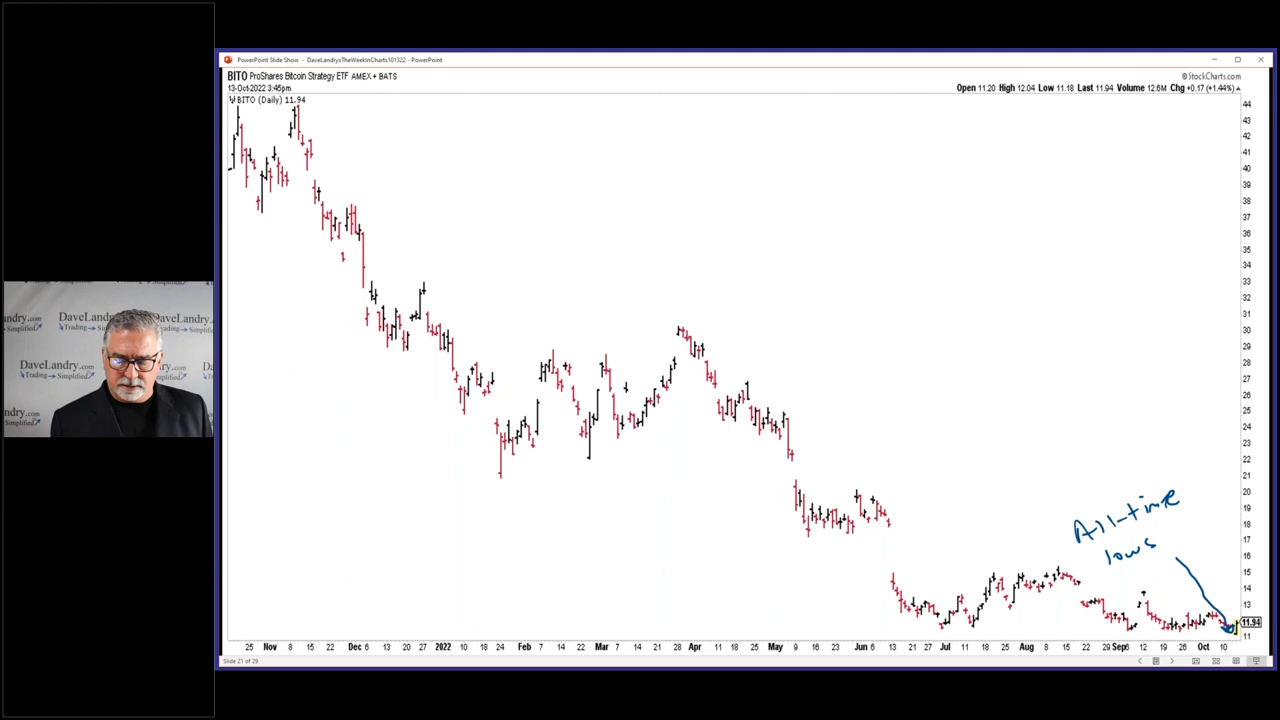 PowerPoint Slide Show - DaveLandrysTheWeekInCharts101322 - PowerPoint
BITO ProShares Bitcoin Strategy ETF AMEX + BATS
© StockCharts.com
13-Oct-2022 3:45pm
Open 11.20 High 12.04 Low 11.18 Last 11.94 Volume 12.6M Chg +0.17 (+1.44%)
BITO (Daily) 11.94
44
43
42
41
40
39
38
37
36
35
34
33
32
31
30
29
28
27
26
25
24
23
22
21
20
19
18
17
16
15
14
13
11.94
11
All-time
lows
25 Nov 8 15 22 Dec 6 13 20 27 2022 10 18 24 Feb 7 14 22 Mar 7 14 21 Apr 11 18 25 May 9 16 23 Jun 6 13 21 27 Jul 11 18 25 Aug 8 15 22 29 Sep 6 12 19 26 Oct 10
Slide 21 of 29
DaveLandry.com
Trading Simplified